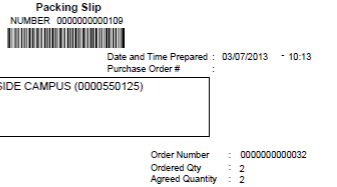 Packing Slip
NUMBER 0000000000109
Date and Time Prepared : 03/07/2013 - 10:13
Purchase Order # :
SIDE CAMPUS (0000550125)
Order Number : 0000000000032
Ordered Qty : 2
Agreed Quantity : 2